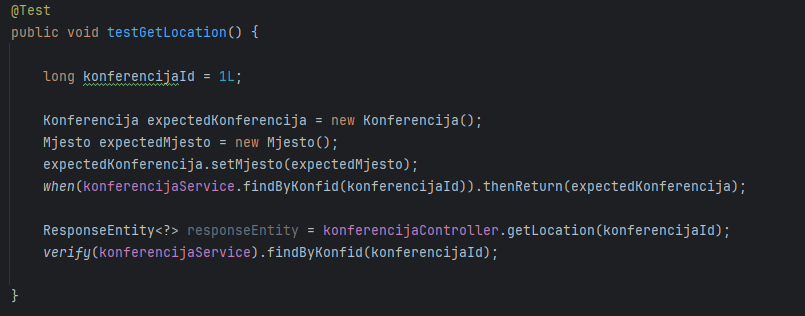 @Test
public void testGetLocation() {
long konferencijaId = 1L;
Konferencija expectedKonferencija = new Konferencija();
Mjesto expectedMjesto = new Mjesto();
expectedKonferencija.setMjesto(expectedMjesto);
when(konferencijaService.findByKonfid(konferencijaId)).thenReturn(expectedKonferencija);
ResponseEntity<?> responseEntity = konferencijaController.getLocation(konferencijaId);
verify(konferencijaService).findByKonfid(konferencijaId);
}